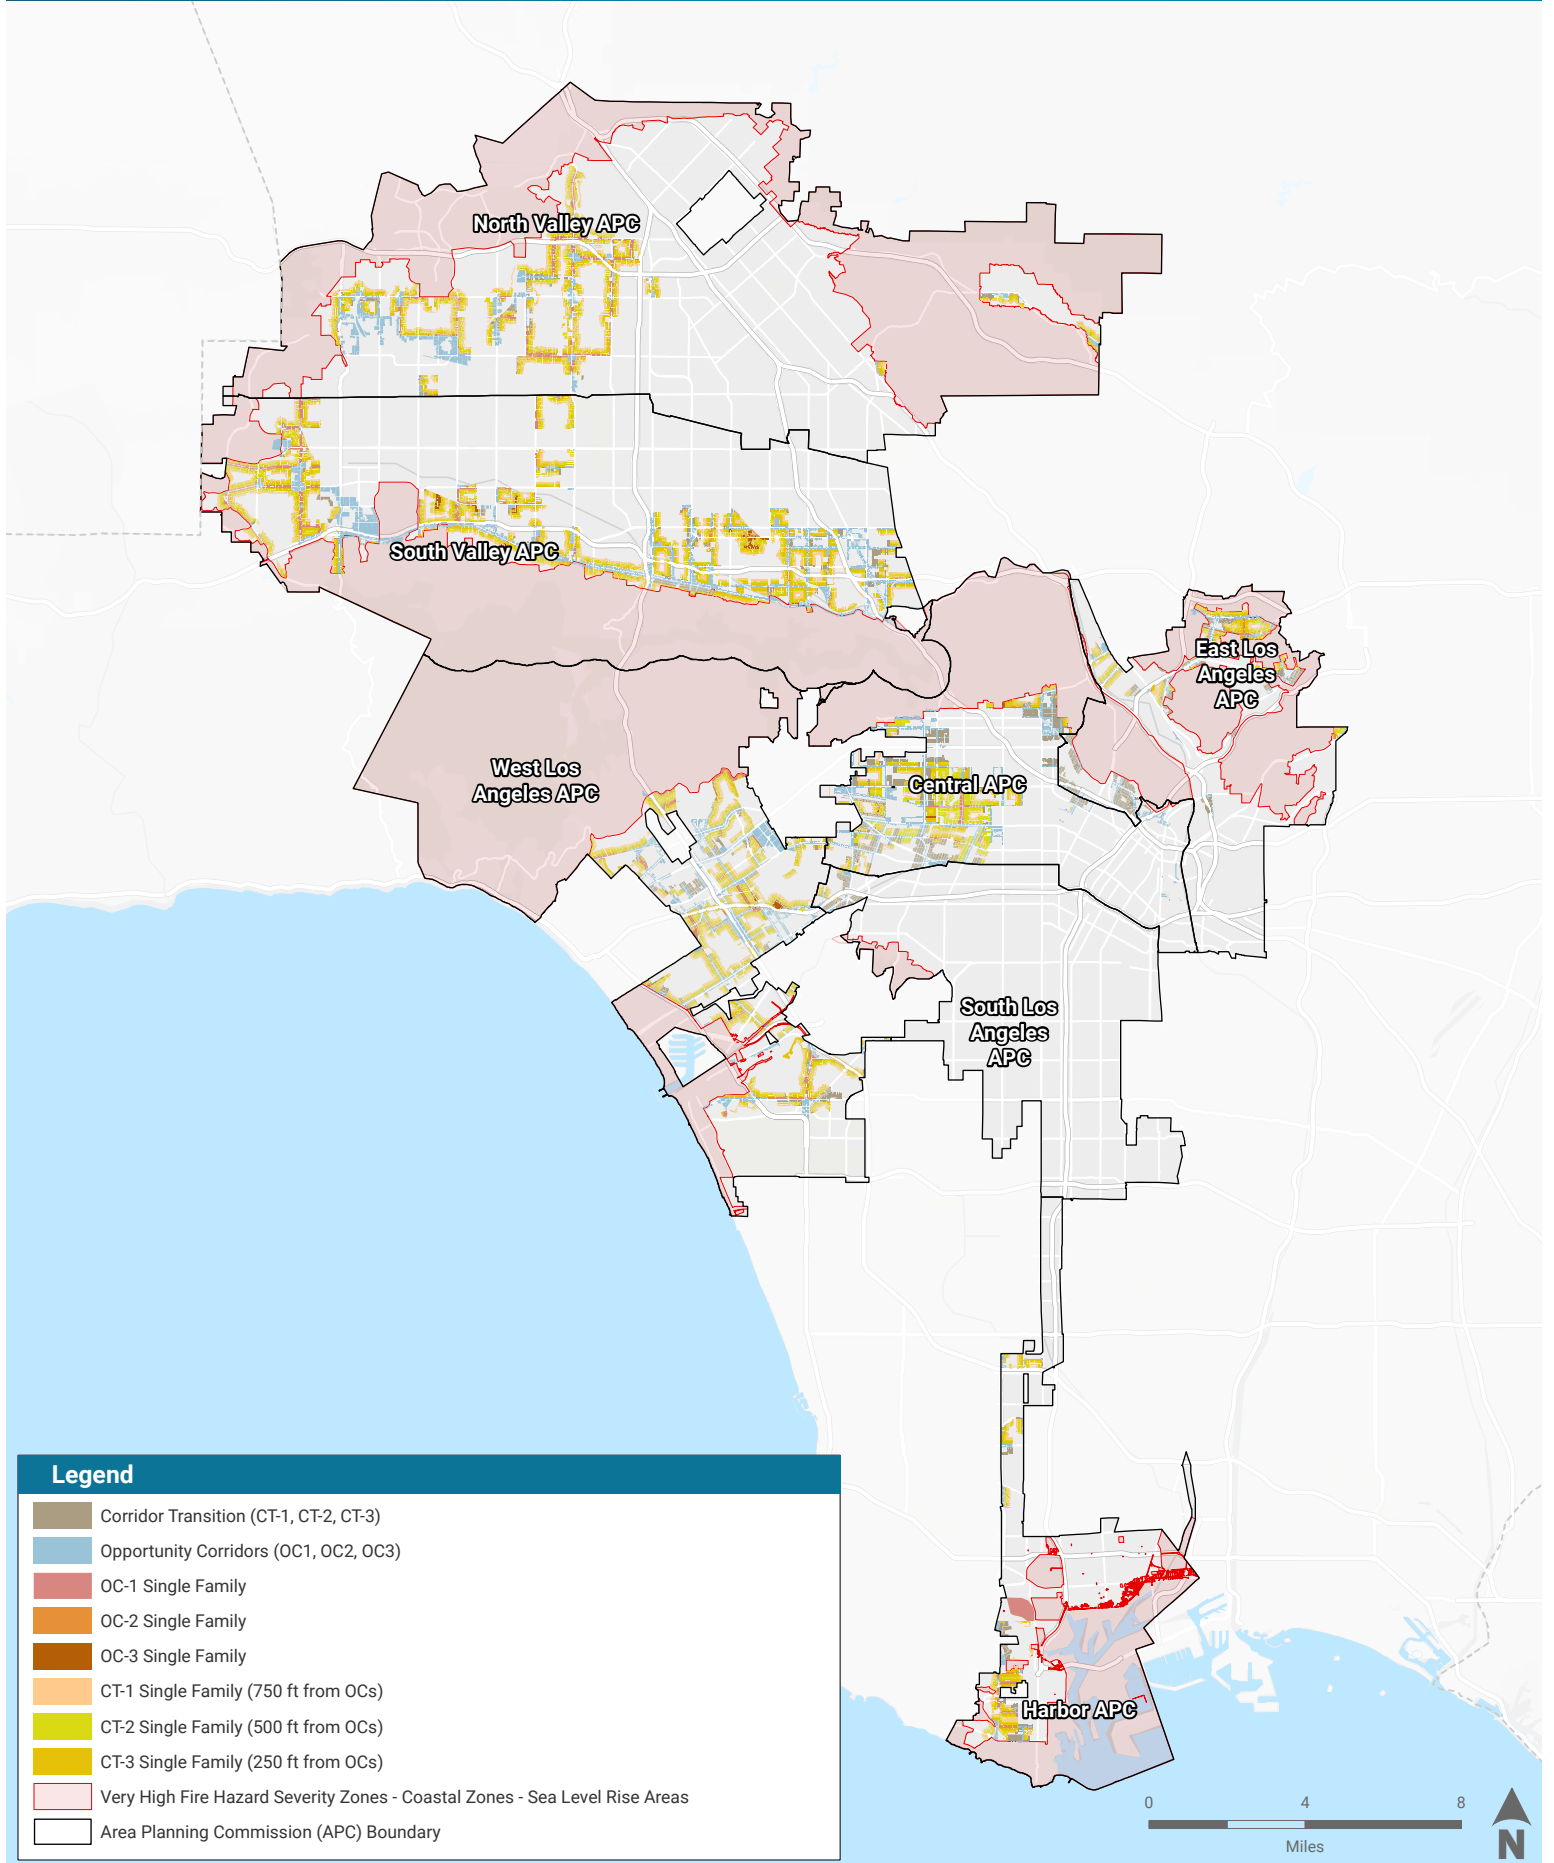 North Valley APC
South Valley APC
East Los
Angeles
APC
West Los
Angeles APC
Central APC
South Los
Angeles
APC
Harbor APC
Legend
Corridor Transition (CT-1, CT-2, CT-3)
Opportunity Corridors (OC1, OC2, OC3)
OC-1 Single Family
OC-2 Single Family
OC-3 Single Family
CT-1 Single Family (750 ft from OCs)
CT-2 Single Family (500 ft from OCs)
CT-3 Single Family (250 ft from OCs)
Very High Fire Hazard Severity Zones - Coastal Zones - Sea Level Rise Areas
Area Planning Commission (APC) Boundary
0 4 8
Miles
N